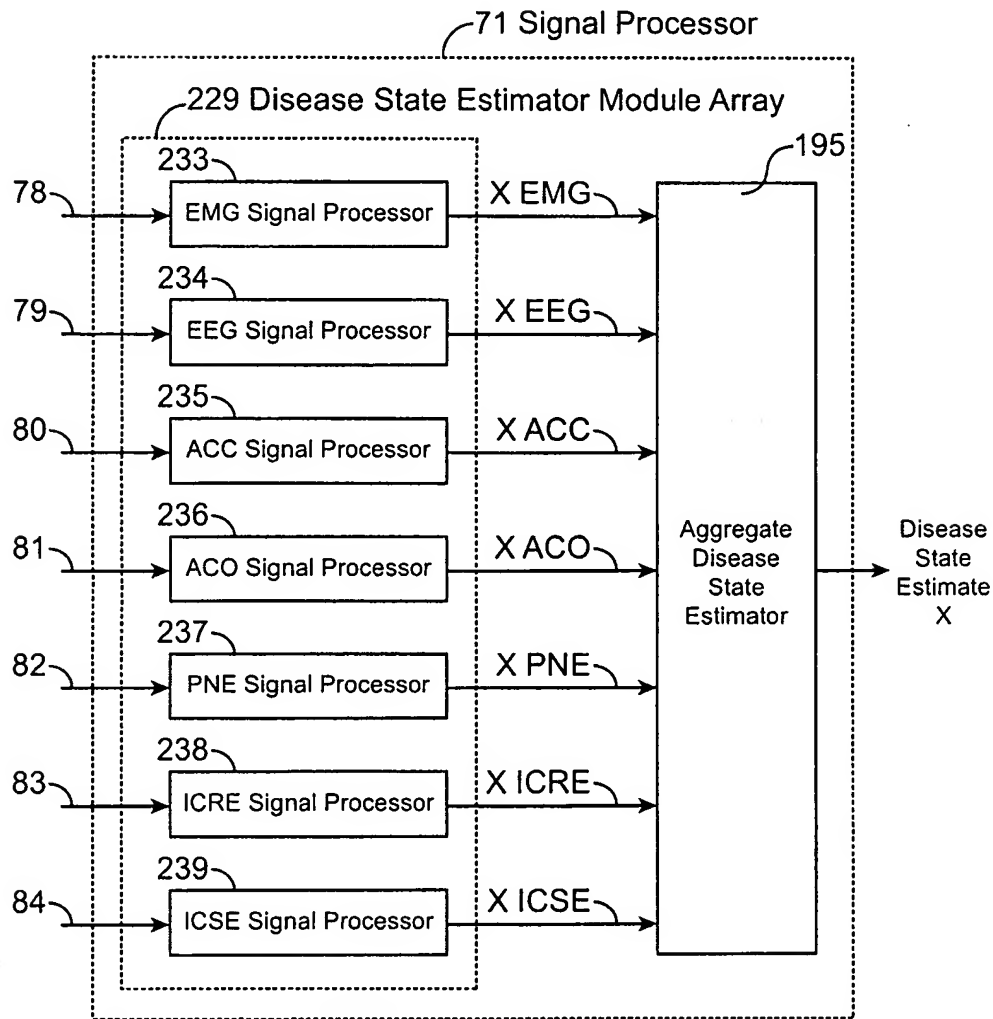 71 Signal Processor
229 Disease State Estimator Module Array
195
233
78
EMG Signal Processor
X EMG
234
79
EEG Signal Processor
X EEG
235
80
ACC Signal Processor
X ACC
236
81
ACO Signal Processor
X ACO
Aggregate
Disease
State
Estimator
Disease
State
Estimate
X
237
82
PNE Signal Processor
X PNE
238
83
ICRE Signal Processor
X ICRE
239
84
ICSE Signal Processor
X ICSE